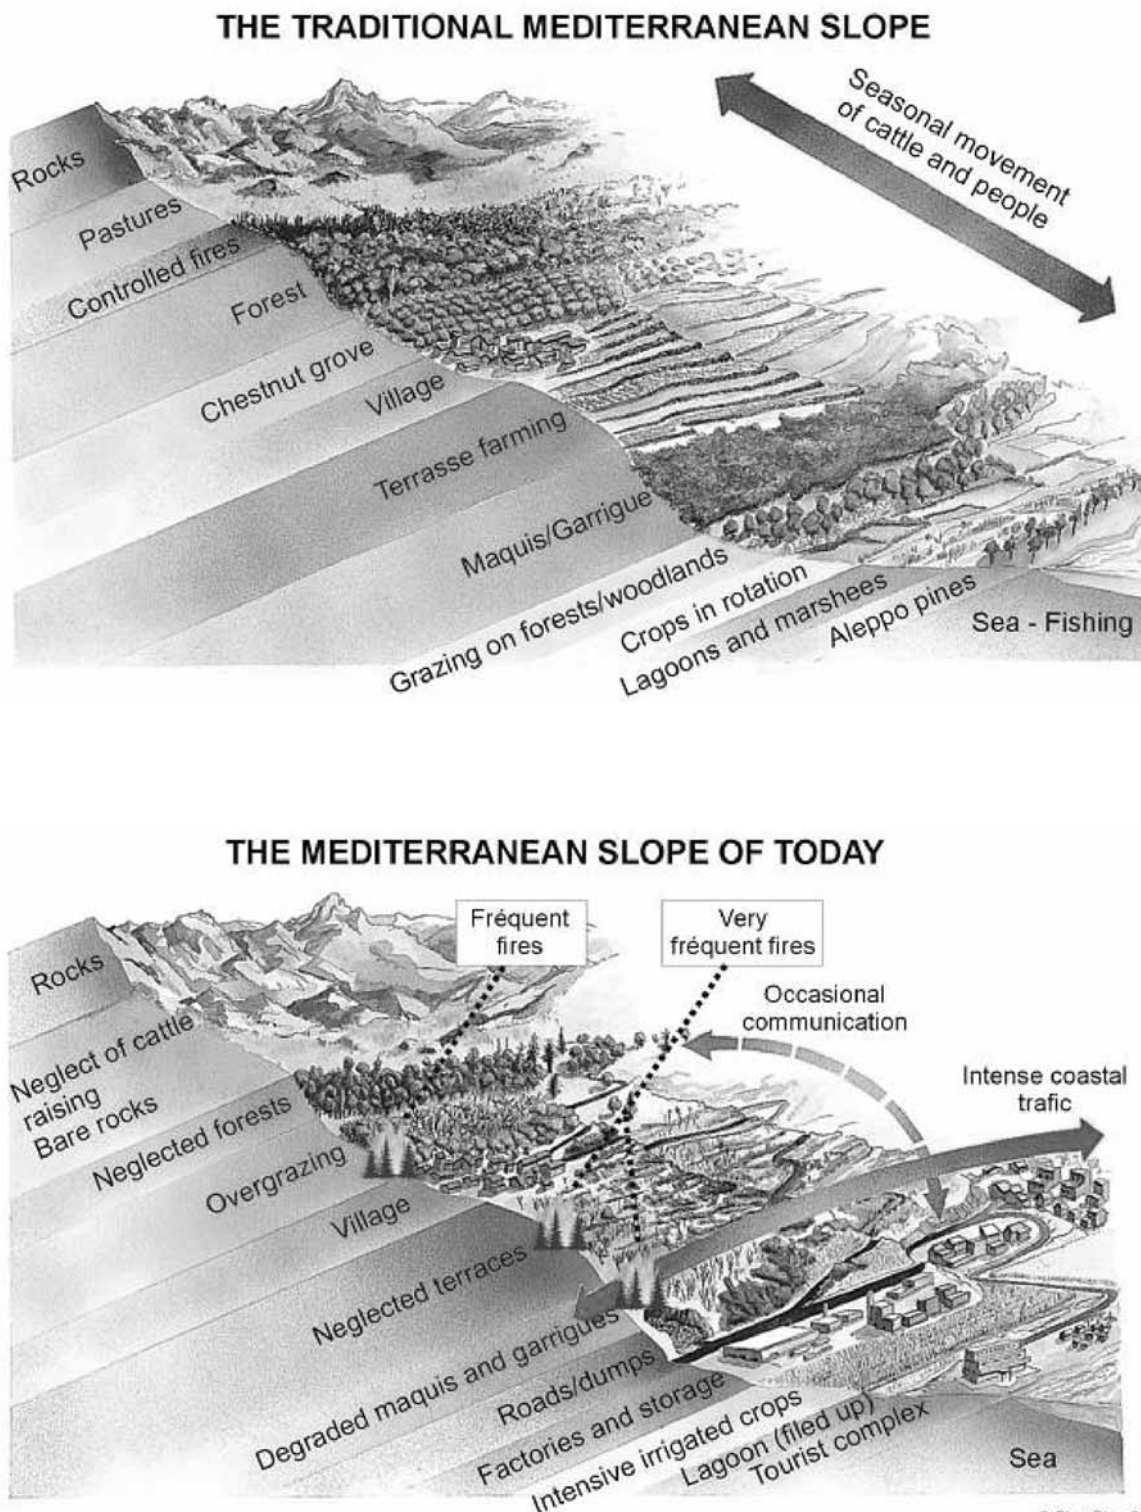 THE TRADITIONAL MEDITERRANEAN SLOPE
Seasonal movement
of cattle and people
Rocks
Pastures
Controlled fires
Forest
Chestnut grove
Village
Terrasse farming
Maquis/Garrigue
Grazing on forests/woodlands
Crops in rotation
Lagoons and marshees
Aleppo pines
Sea - Fishing
THE MEDITERRANEAN SLOPE OF TODAY
Fréquent
fires
Very
fréquent fires
Occasional
communication
Intense coastal
trafic
Rocks
Neglect of cattle
raising
Bare rocks
Neglected forests
Overgrazing
Village
Neglected terraces
Degraded maquis and garrigues
Roads/dumps
Factories and storage
Intensive irrigated crops
Lagoon (filed up)
Tourist complex
Sea